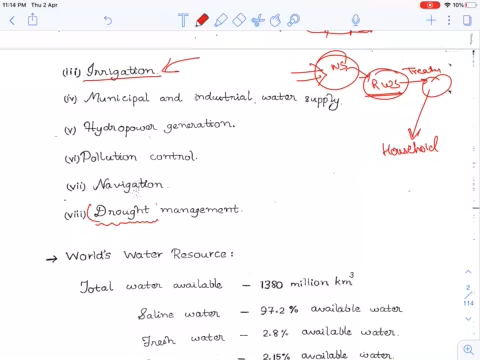 11:14 PM Thu 2 Apr
10%
(iii) Irrigation.
(iv) Municipal and industrial water supply.
(v) Hydropower generation.
(vi) Pollution control.
(vii) Navigation.
(viii) Drought management.
NS
RWS
Household
→ World's Water Resource:
Total water available - 1380 million km³
Saline water - 97.2% available water
Fresh water - 2.8% available water.
- 2.15% available water.
2
114